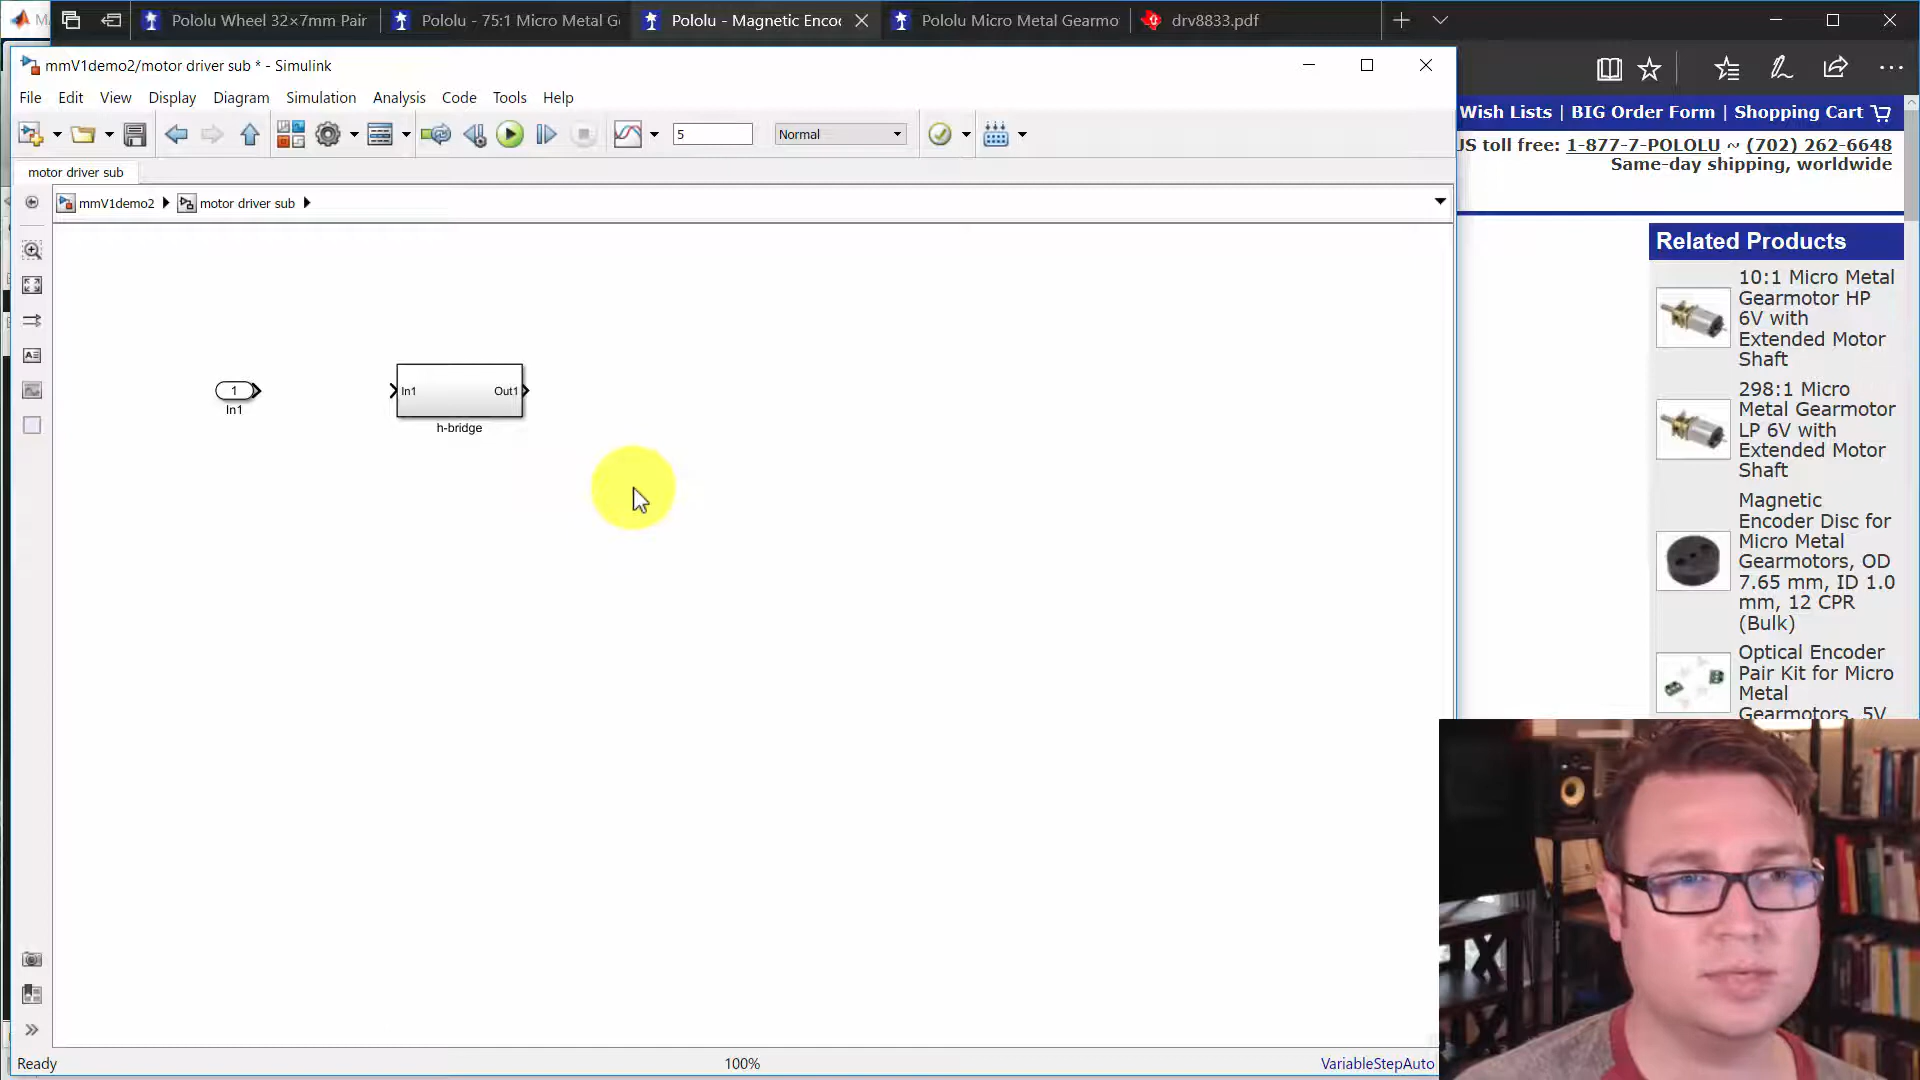 Pololu Wheel 32×7mm Pair
Pololu - 75:1 Micro Metal G
Pololu - Magnetic Enco
Pololu Micro Metal Gearmo
drv8833.pdf
mmV1demo2/motor driver sub * - Simulink
File Edit View Display Diagram Simulation Analysis Code Tools Help
5
Normal
motor driver sub
mmV1demo2 motor driver sub
1
In1
In1 Out1
h-bridge
Ready
100%
VariableStepAuto
Wish Lists | BIG Order Form | Shopping Cart
US toll free: 1-877-7-POLOLU ~ (702) 262-6648
Same-day shipping, worldwide
Related Products
10:1 Micro Metal
Gearmotor HP
6V with
Extended Motor
Shaft
298:1 Micro
Metal Gearmotor
LP 6V with
Extended Motor
Shaft
Magnetic
Encoder Disc for
Micro Metal
Gearmotors, OD
7.65 mm, ID 1.0
mm, 12 CPR
(Bulk)
Optical Encoder
Pair Kit for Micro
Metal
Gearmotors, 5V